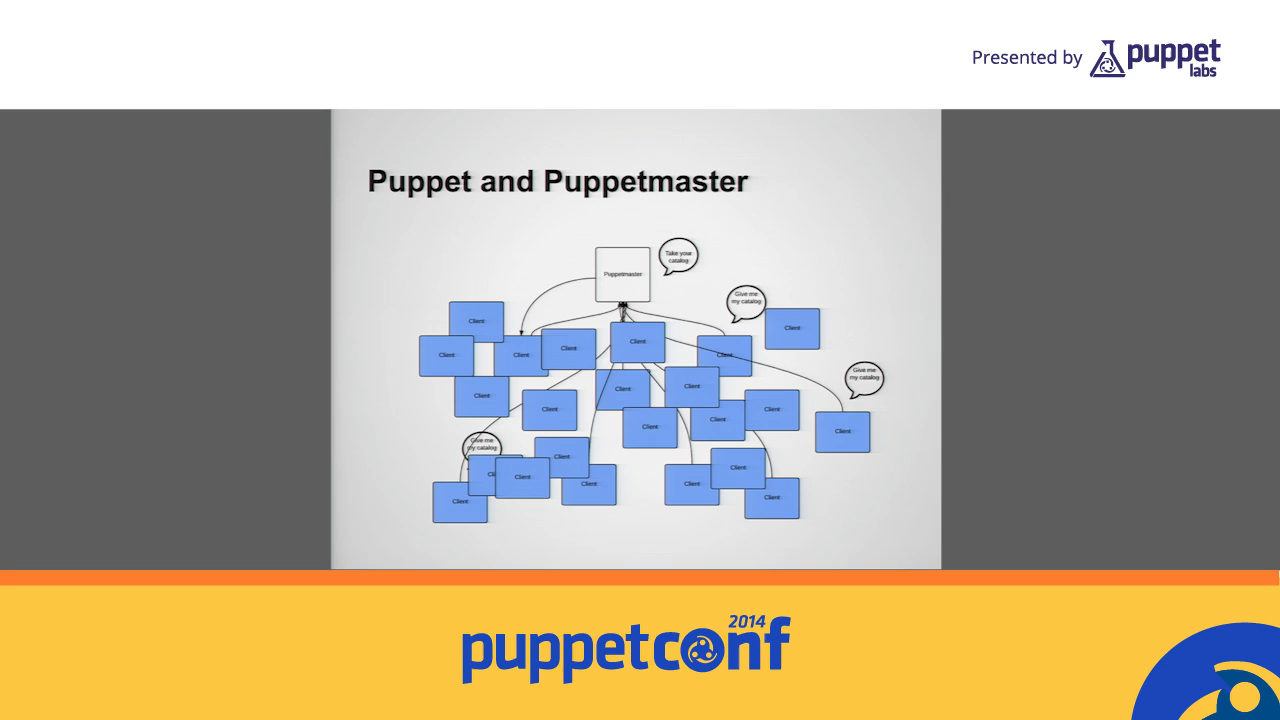 Presented by puppet labs
Puppet and Puppetmaster
Take your
catalog
Puppetmaster
Give me
my catalog
Client
Client
Client
Client
Client
Client
Client
Give me
my catalog
Client
Client
Client
Client
Client
Client
Client
Client
Give me
my catalog
Client
Client
Client
Client
Client
Client
Client
2014
puppetconf